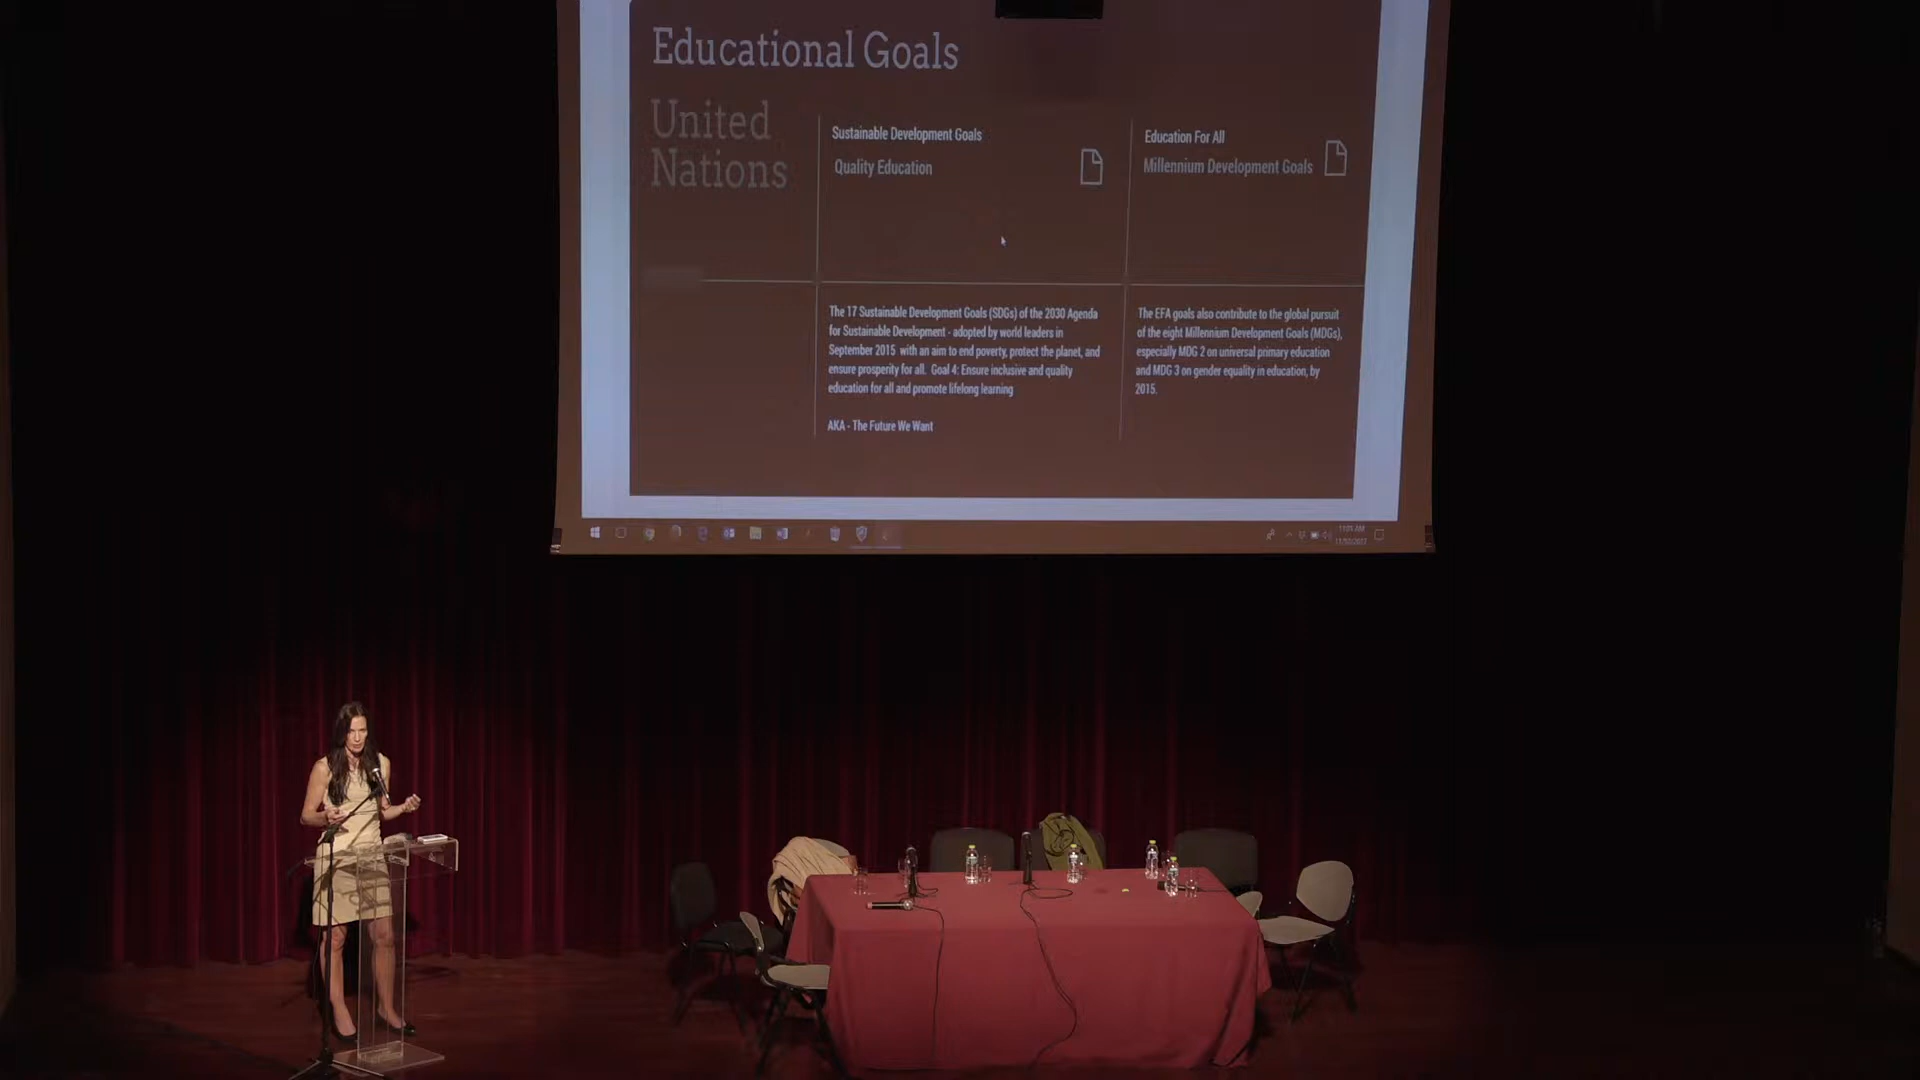 Educational Goals
United
Nations
Sustainable Development Goals
Quality Education
Education For All
Millennium Development Goals
The 17 Sustainable Development Goals (SDGs) of the 2030 Agenda
for Sustainable Development - adopted by world leaders in
September 2015 with an aim to end poverty, protect the planet, and
ensure prosperity for all. Goal 4: Ensure inclusive and quality
education for all and promote lifelong learning
AKA - The Future We Want
The EFA goals also contribute to the global pursuit
of the eight Millennium Development Goals (MDGs),
especially MDG 2 on universal primary education
and MDG 3 on gender equality in education, by
2015.